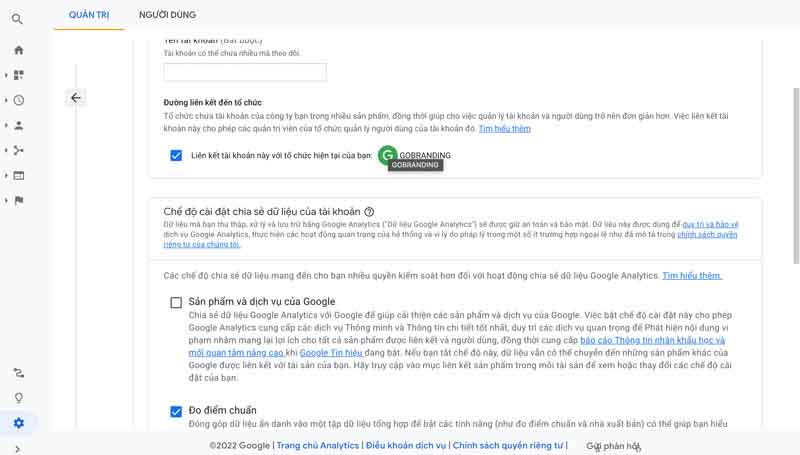 QUẢN TRỊ NGƯỜI DÙNG
Tên tài khoản (Bắt buộc)
Tài khoản có thể chứa nhiều mã theo dõi.
Đường liên kết đến tổ chức
Tổ chức chứa tài khoản của công ty bạn trong nhiều sản phẩm, đồng thời giúp cho việc quản lý tài khoản và người dùng trở nên đơn giản hơn. Việc liên kết tài
khoản này cho phép các quản trị viên của tổ chức quản lý người dùng của tài khoản đó. Tìm hiểu thêm
Liên kết tài khoản này với tổ chức hiện tại của bạn: G GOBRANDING
GOBRANDING
Chế độ cài đặt chia sẻ dữ liệu của tài khoản
Dữ liệu mà bạn thu thập, xử lý và lưu trữ bằng Google Analytics ("Dữ liệu Google Analytics") sẽ được giữ an toàn và bảo mật. Dữ liệu này được dùng để duy trì và bảo vệ
dịch vụ Google Analytics, thực hiện các hoạt động quan trọng của hệ thống và vì lý do pháp lý trong một số ít trường hợp ngoại lệ như đã mô tả trong chính sách quyền
riêng tư của chúng tôi.
Các chế độ chia sẻ dữ liệu mang đến cho bạn nhiều quyền kiểm soát hơn đối với hoạt động chia sẻ dữ liệu Google Analytics. Tìm hiểu thêm.
Sản phẩm và dịch vụ của Google
Chia sẻ dữ liệu Google Analytics với Google để giúp cải thiện các sản phẩm và dịch vụ của Google. Việc bật chế độ cài đặt này cho phép
Google Analytics cung cấp các dịch vụ Thông minh và Thông tin chi tiết tốt nhất, duy trì các dịch vụ quan trọng để Phát hiện nội dung vi
phạm nhằm mang lại lợi ích cho tất cả sản phẩm được liên kết và người dùng, đồng thời cung cấp báo cáo Thông tin nhân khẩu học và
mối quan tâm nâng cao khi Google Tín hiệu đang bật. Nếu bạn tắt chế độ này, dữ liệu vẫn có thể chuyển đến những sản phẩm khác của
Google được liên kết với tài sản của bạn. Hãy truy cập vào mục liên kết sản phẩm trong mỗi tài sản để xem hoặc thay đổi các chế độ cài
đặt của bạn.
Đo điểm chuẩn
Đóng góp dữ liệu ẩn danh vào một tập dữ liệu tổng hợp để bật các tính năng (như đo điểm chuẩn và nhà xuất bản) có thể giúp bạn hiểu
©2022 Google | Trang chủ Analytics | Điều khoản dịch vụ | Chính sách quyền riêng tư | Gửi phản hồi